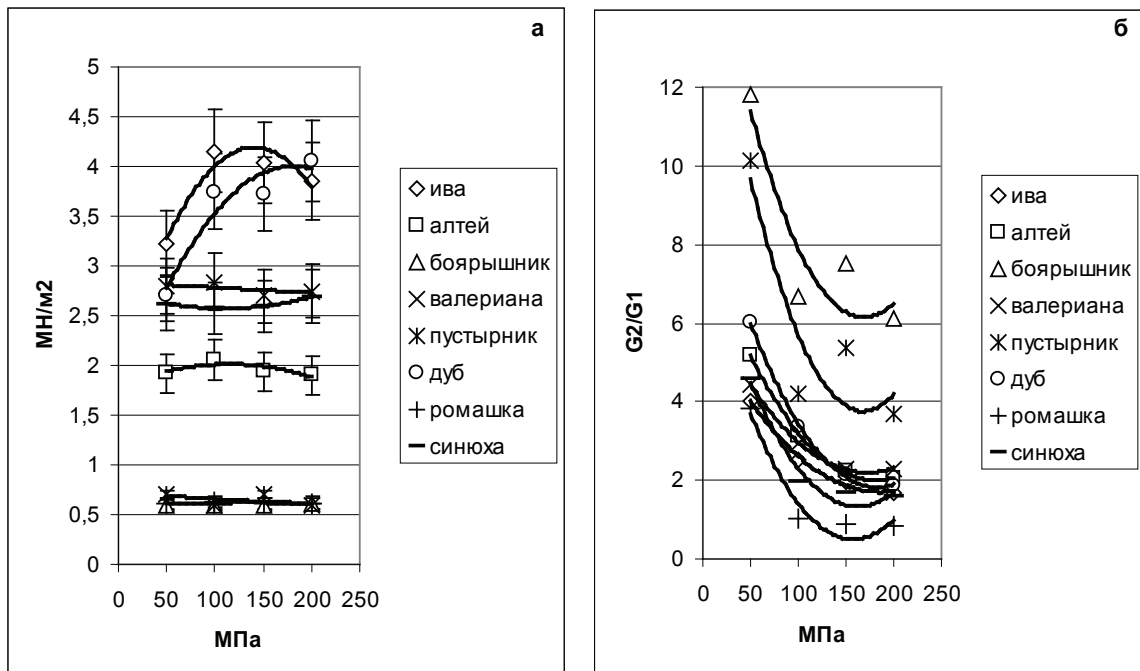 а
5
4,5
4
3,5
3
2,5
2
1,5
1
0,5
0
МН/м2
0 50 100 150 200 250
МПа
ива
алтей
боярышник
валериана
пустырник
дуб
ромашка
синюха
б
12
10
8
6
4
2
0
G2/G1
0 50 100 150 200 250
МПа
ива
алтей
боярышник
валериана
пустырник
дуб
ромашка
синюха